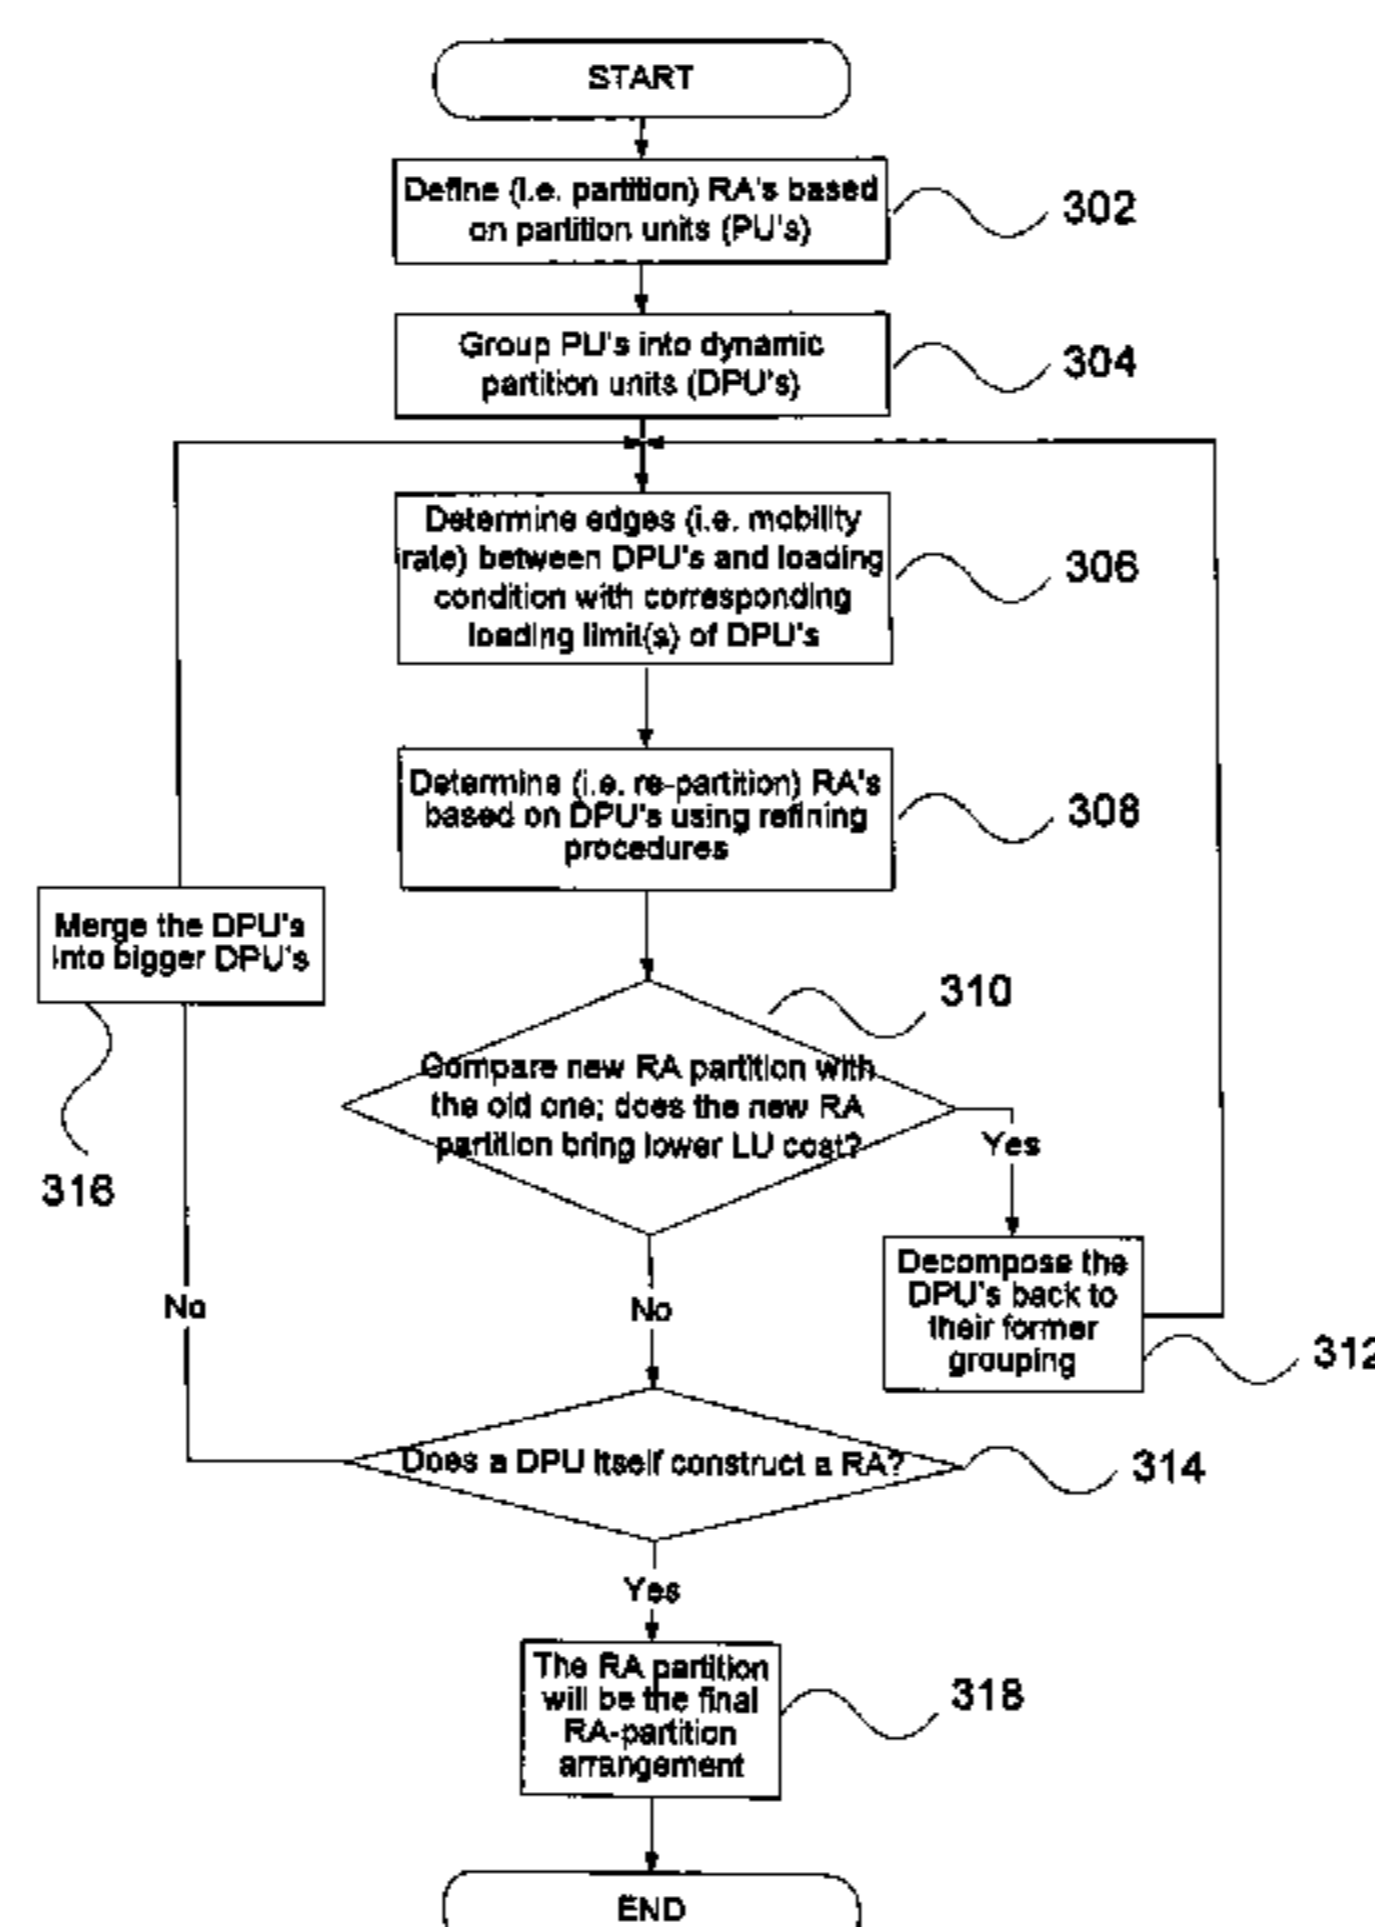 START
Define (i.e. partition) RA's based
on partition units (PU's)
302
Group PU's into dynamic
partition units (DPU's)
304
Determine edges (i.e. mobility
rate) between DPU's and loading
condition with corresponding
loading limit(s) of DPU's
306
Determine (i.e. re-partition) RA's
based on DPU's using refining
procedures
308
Merge the DPU's
into bigger DPU's
316
310
Compare new RA partition with
the old one; does the new RA
partition bring lower LU cost?
Yes
No
No
Decompose the
DPU's back to
their former
grouping
312
Does a DPU itself construct a RA?
314
Yes
The RA partition
will be the final
RA-partition
arrangement
318
END